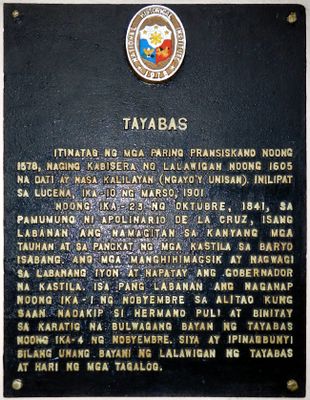 TAYABAS
ITINATAG NG MGA PARING PRANSISKANO NOONG
1578, NAGING KABISERA NG LALAWIGAN NOONG 1605
NA DATI AY NASA KALILAYAN (NGAYO'Y UNISAN). INILIPAT
SA LUCENA, IKA-10 NG MARSO, 1901.
NOONG IKA-23 NG OKTUBRE, 1841, SA
PAMUMUNO NI APOLINARIO DE LA CRUZ, ISANG
LABANAN, ANG NAMAGITAN SA KANYANG MGA
TAUHAN AT SA PANGKAT NG MGA KASTILA SA BARYO
ISABANG. ANG MGA MANGHIHIMAGSIK AY NAGWAGI
SA LABANANG IYON AT NAPATAY ANG GOBERNADOR
NA KASTILA. ISA PANG LABANAN ANG NAGANAP
NOONG IKA-1 NG NOBYEMBRE SA ALITAO KUNG
SAAN NADAKIP SI HERMANO PULI AT BINITAY
SA KARATIG NA BULWAGANG BAYAN NG TAYABAS
NOONG IKA-4 NG NOBYEMBRE. SIYA AY IPINAGBUNYI
BILANG UNANG BAYANI NG LALAWIGAN NG TAYABAS
AT HARI NG MGA TAGALOG.